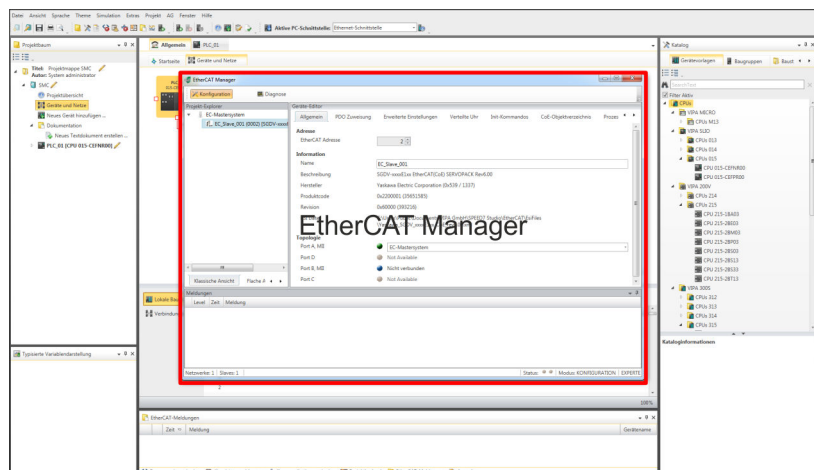 Datei Ansicht Sprache Theme Simulation Extras Projekt AG Fenster Hilfe
Aktive PC-Schnittstelle: Ethernet-Schnittstelle
Projektbaum
Titel: Projektmappe SMC
Autor: System administrator
SMC
Projektübersicht
Geräte und Netze
Neues Gerät hinzufügen ...
Dokumentation
Neues Textdokument erstellen ...
PLC_01 [CPU 015-CEFNR00]
Typisierte Variablendarstellung
Allgemein
PLC_01
Startseite
Geräte und Netze
EtherCAT Manager
Konfiguration
Diagnose
Projekt-Explorer
EC-Mastersystem
EC_Slave_001 (0002) [SGDV-xxxxE
Klassische Ansicht
Geräte-Editor
Allgemein
PDO Zuweisung
Erweiterte Einstellungen
Verteilte Uhr
Init-Kommandos
CoE-Objektverzeichnis
Prozes
Adresse
EtherCAT Adresse 2
Information
Name EC_Slave_001
Beschreibung SGDV-xxxxE1xx EtherCAT(CoE) SERVOPACK Rev6.00
Hersteller Yaskawa Electric Corporation (0x539 / 1337)
Produktcode 0x2200001 (35651585)
Revision 0x60000 (393216)
EtherCAT Manager
Topologie
Port A, MII EC-Mastersystem
Port D Not Available
Port B, MII Nicht verbunden
Port C Not Available
Meldungen
Level Zeit Meldung
Netzwerke: 1 Slaves: 1
Status: Modus: KONFIGURATION EXPERTE
100%
EtherCAT-Meldungen
Zeit Meldung Gerätename
Katalog
Gerätevorlagen
Baugruppen
Baust
Filter Aktiv
CPUs
VIPA MICRO
CPUs M13
VIPA SLIO
CPUs 013
CPUs 014
CPUs 015
CPU 015-CEFNR00
CPU 015-CEFPR00
VIPA 200V
CPUs 214
CPUs 215
CPU 215-1BA03
CPU 215-2BE03
CPU 215-2BM03
CPU 215-2BP03
CPU 215-2BS03
CPU 215-2BS13
CPU 215-2BS33
CPU 215-2BT13
VIPA 300S
CPUs 312
CPUs 313
CPUs 314
CPUs 315
Kataloginformationen